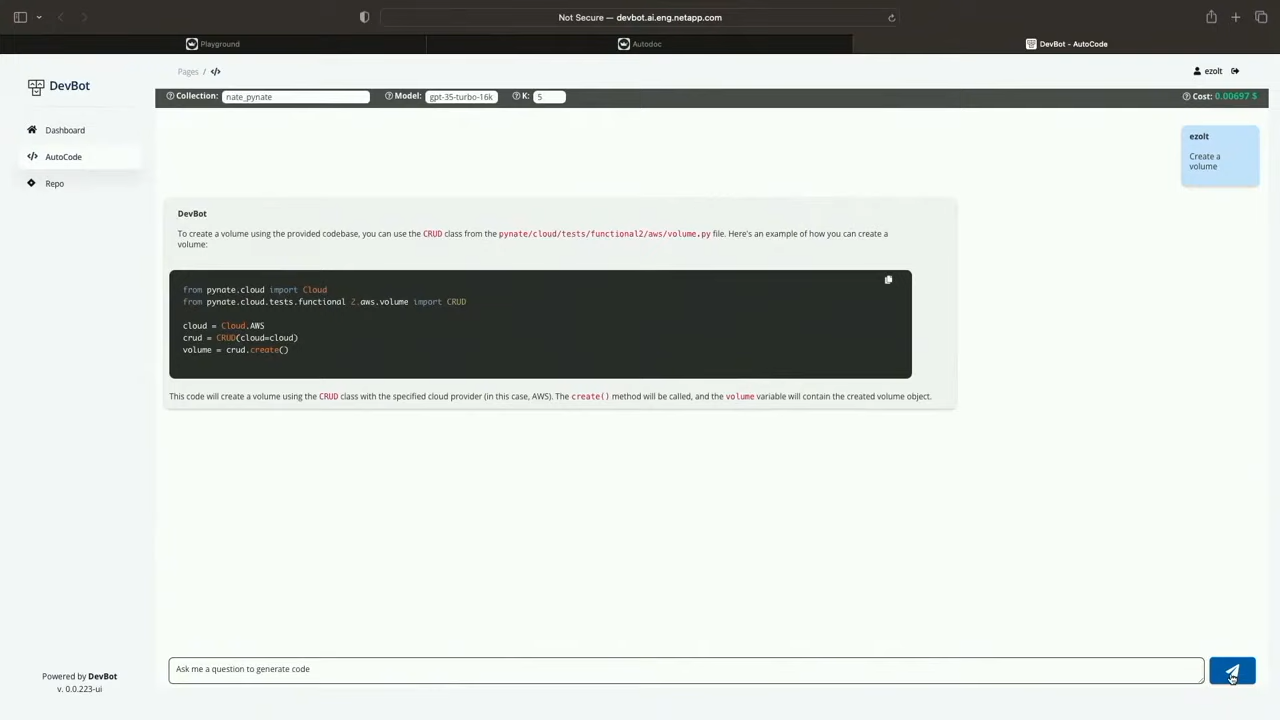 Not Secure — devbot.ai.eng.netapp.com
Playground
Autodoc
DevBot - AutoCode
DevBot
Pages / </>
ezolt
Collection: nate_pynate Model: gpt-35-turbo-16k K: 5
Cost: 0.00697 $
Dashboard
AutoCode
Repo
ezolt
Create a
volume
DevBot
To create a volume using the provided codebase, you can use the CRUD class from the pynate/cloud/tests/functional2/aws/volume.py file. Here's an example of how you can create a
volume:
from pynate.cloud import Cloud
from pynate.cloud.tests.functional 2.aws.volume import CRUD
cloud = Cloud.AWS
crud = CRUD(cloud=cloud)
volume = crud.create()
This code will create a volume using the CRUD class with the specified cloud provider (in this case, AWS). The create() method will be called, and the volume variable will contain the created volume object.
Ask me a question to generate code
Powered by DevBot
v. 0.0.223-ui